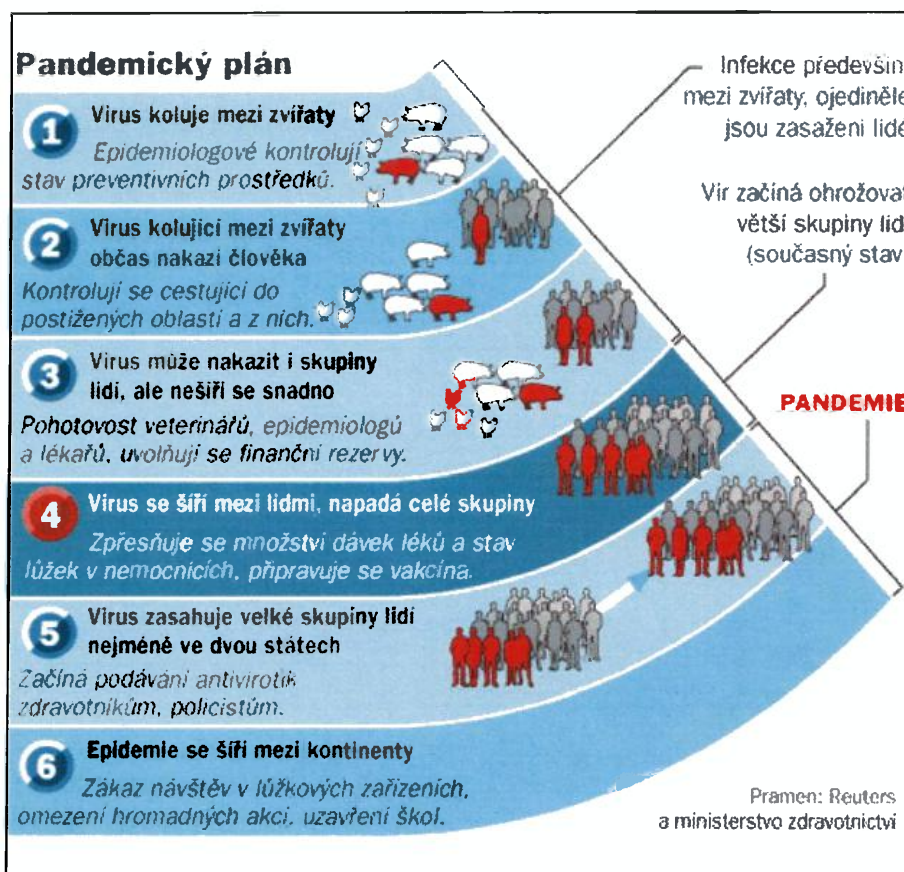 Pandemický plán
1 Virus koluje mezi zvířaty
Epidemiologové kontrolují
stav preventivních prostředků.
2 Virus kolující mezi zvířaty
občas nakazí člověka
Kontrolují se cestující do
postižených oblastí a z nich.
3 Virus může nakazit i skupiny
lidí, ale nešíří se snadno
Pohotovost veterinářů, epidemiologů
a lékařů, uvolňují se finanční rezervy.
4 Virus se šíří mezi lidmi, napadá celé skupiny
Zpřesňuje se množství dávek léků a stav
lůžek v nemocnicích, připravuje se vakcína.
5 Virus zasahuje velké skupiny lidí
nejméně ve dvou státech
Začíná podávání antivirotik
zdravotníkům, policistům.
6 Epidemie se šíří mezi kontinenty
Zákaz návštěv v lůžkových zařízeních,
omezení hromadných akcí, uzavření škol.
Infekce předevšín
mezi zvířaty, ojediněle
jsou zasaženi lidé
Vir začíná ohrožovat
větší skupiny lid
(současný stav
PANDEMIE
Pramen: Reuters
a ministerstvo zdravotnictví